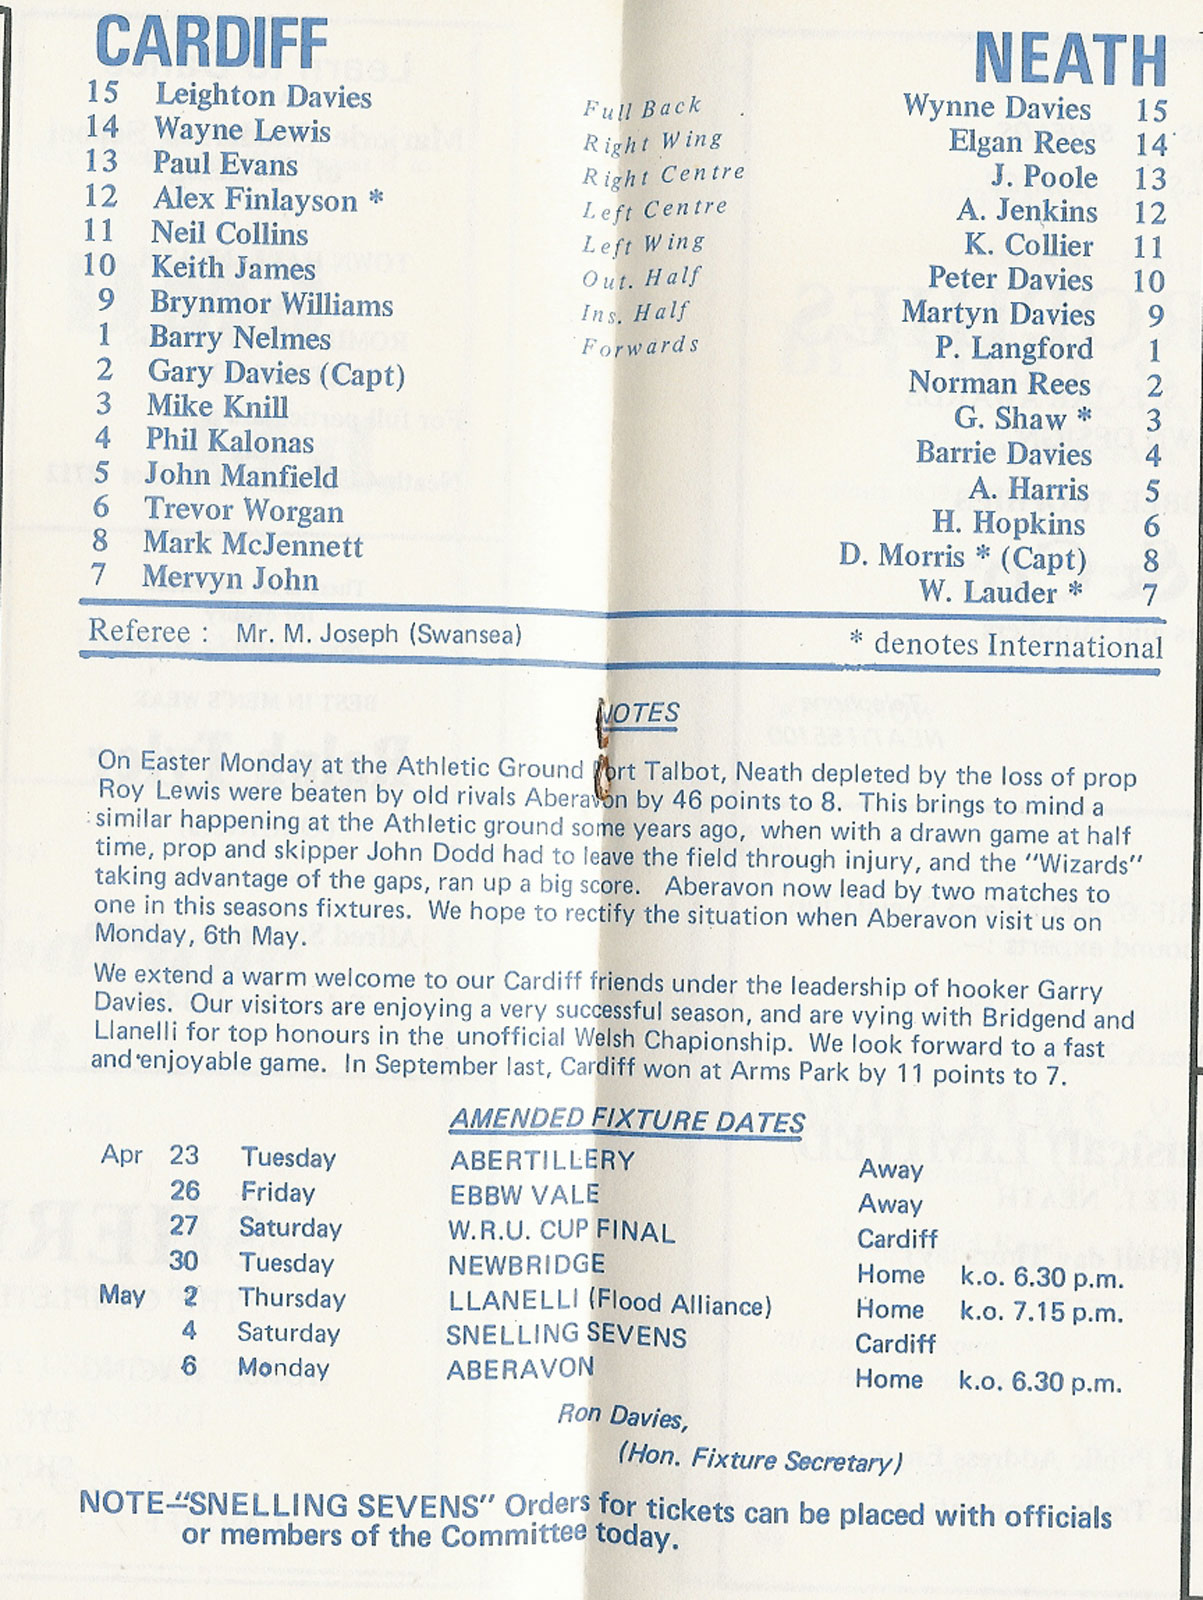 CARDIFF NEATH
15 Leighton Davies Full Back Wynne Davies 15
14 Wayne Lewis Right Wing Elgan Rees 14
13 Paul Evans Right Centre J. Poole 13
12 Alex Finlayson * Left Centre A. Jenkins 12
11 Neil Collins Left Wing K. Collier 11
10 Keith James Out. Half Peter Davies 10
9 Brynmor Williams Ins. Half Martyn Davies 9
1 Barry Nelmes Forwards P. Langford 1
2 Gary Davies (Capt) Norman Rees 2
3 Mike Knill G. Shaw * 3
4 Phil Kalonas Barrie Davies 4
5 John Manfield A. Harris 5
6 Trevor Worgan H. Hopkins 6
8 Mark McJennett D. Morris * (Capt) 8
7 Mervyn John W. Lauder * 7
Referee : Mr. M. Joseph (Swansea) * denotes International
NOTES
On Easter Monday at the Athletic Ground Port Talbot, Neath depleted by the loss of prop
Roy Lewis were beaten by old rivals Aberavon by 46 points to 8. This brings to mind a
similar happening at the Athletic ground some years ago, when with a drawn game at half
time, prop and skipper John Dodd had to leave the field through injury, and the "Wizards"
taking advantage of the gaps, ran up a big score. Aberavon now lead by two matches to
one in this seasons fixtures. We hope to rectify the situation when Aberavon visit us on
Monday, 6th May.
We extend a warm welcome to our Cardiff friends under the leadership of hooker Garry
Davies. Our visitors are enjoying a very successful season, and are vying with Bridgend and
Llanelli for top honours in the unofficial Welsh Chapionship. We look forward to a fast
and enjoyable game. In September last, Cardiff won at Arms Park by 11 points to 7.
AMENDED FIXTURE DATES
Apr 23 Tuesday ABERTILLERY Away
26 Friday EBBW VALE Away
27 Saturday W.R.U. CUP FINAL Cardiff
30 Tuesday NEWBRIDGE Home k.o. 6.30 p.m.
May 2 Thursday LLANELLI (Flood Alliance) Home k.o. 7.15 p.m.
4 Saturday SNELLING SEVENS Cardiff
6 Monday ABERAVON Home k.o. 6.30 p.m.
Ron Davies,
(Hon. Fixture Secretary)
NOTE-"SNELLING SEVENS" Orders for tickets can be placed with officials
or members of the Committee today.